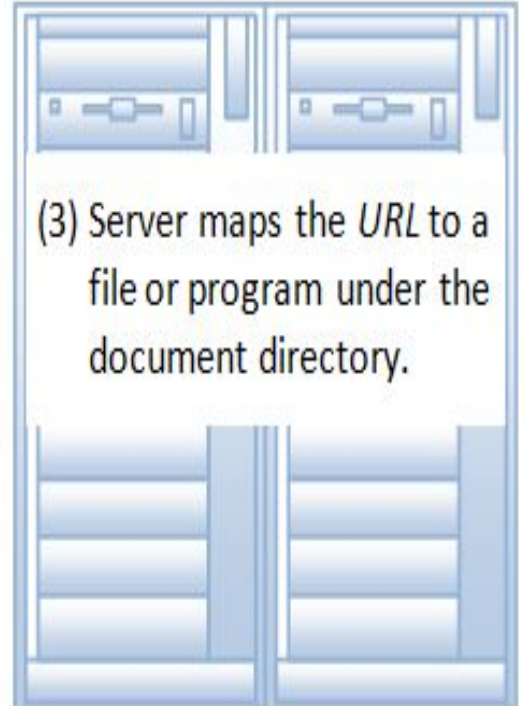 (3) Server maps the URL to a
file or program under the
document directory.